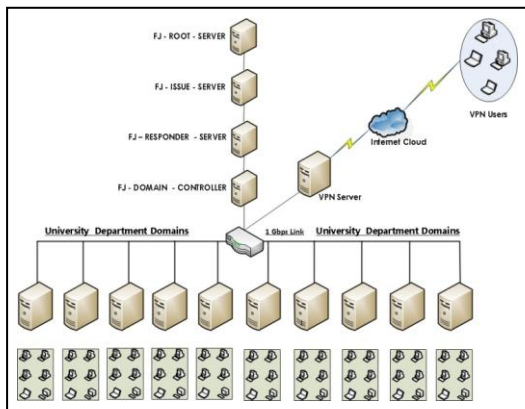 FJ - ROOT - SERVER
FJ - ISSUE - SERVER
FJ – RESPONDER - SERVER
FJ - DOMAIN - CONTROLLER
VPN Users
Internet Cloud
VPN Server
University Department Domains
1 Gbps Link
University Department Domains